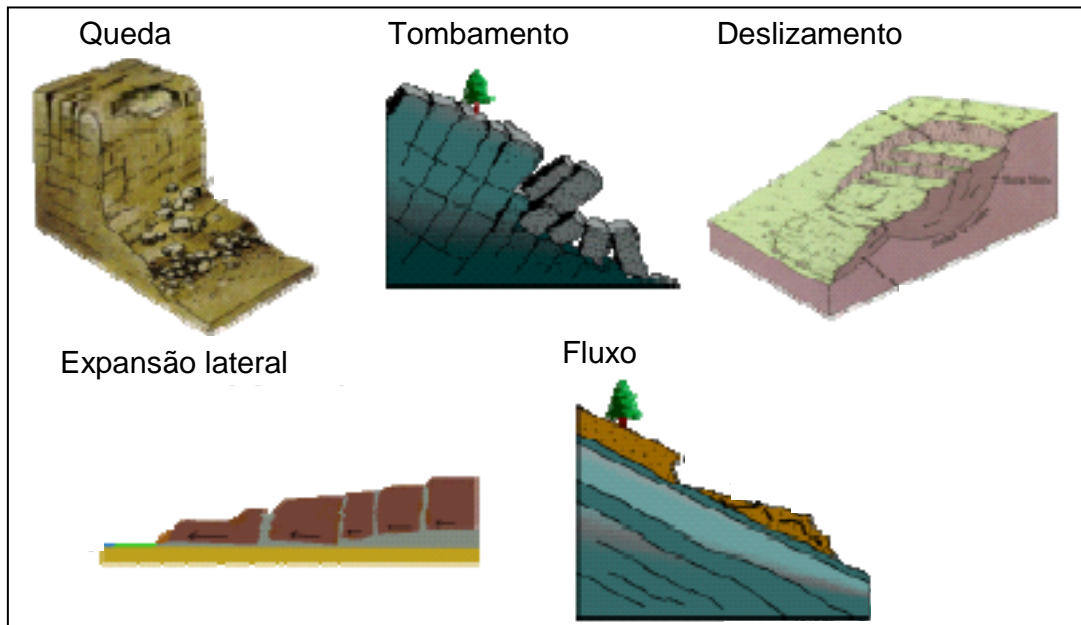 Queda
Tombamento
Deslizamento
Expansão lateral
Fluxo